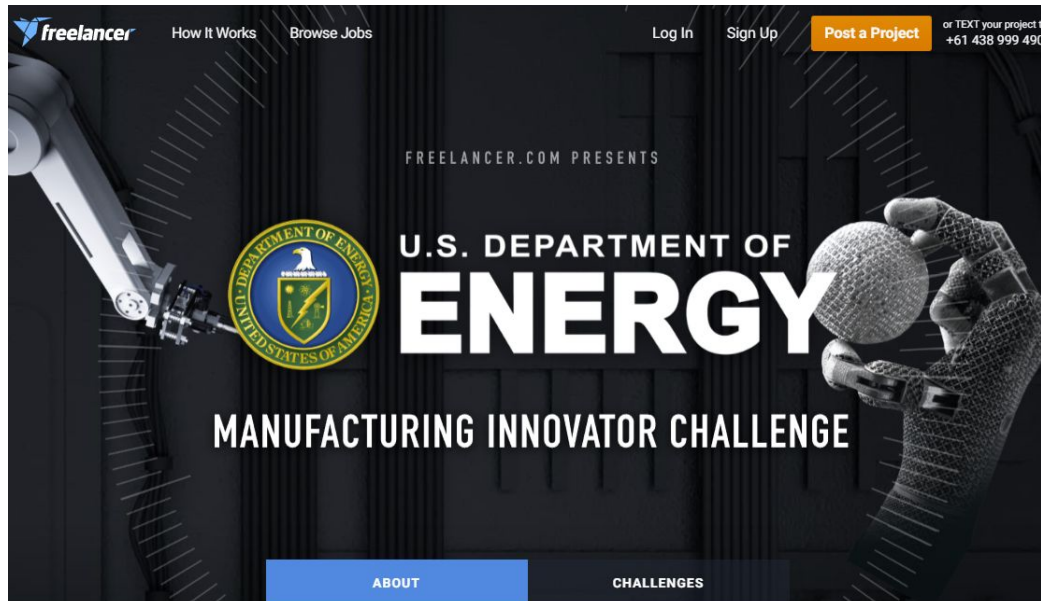 freelancer How It Works Browse Jobs Log In Sign Up Post a Project or TEXT your project
+61 438 999 490
FREELANCER.COM PRESENTS
DEPARTMENT OF ENERGY
UNITED STATES OF AMERICA
U.S. DEPARTMENT OF
ENERGY
MANUFACTURING INNOVATOR CHALLENGE
ABOUT CHALLENGES